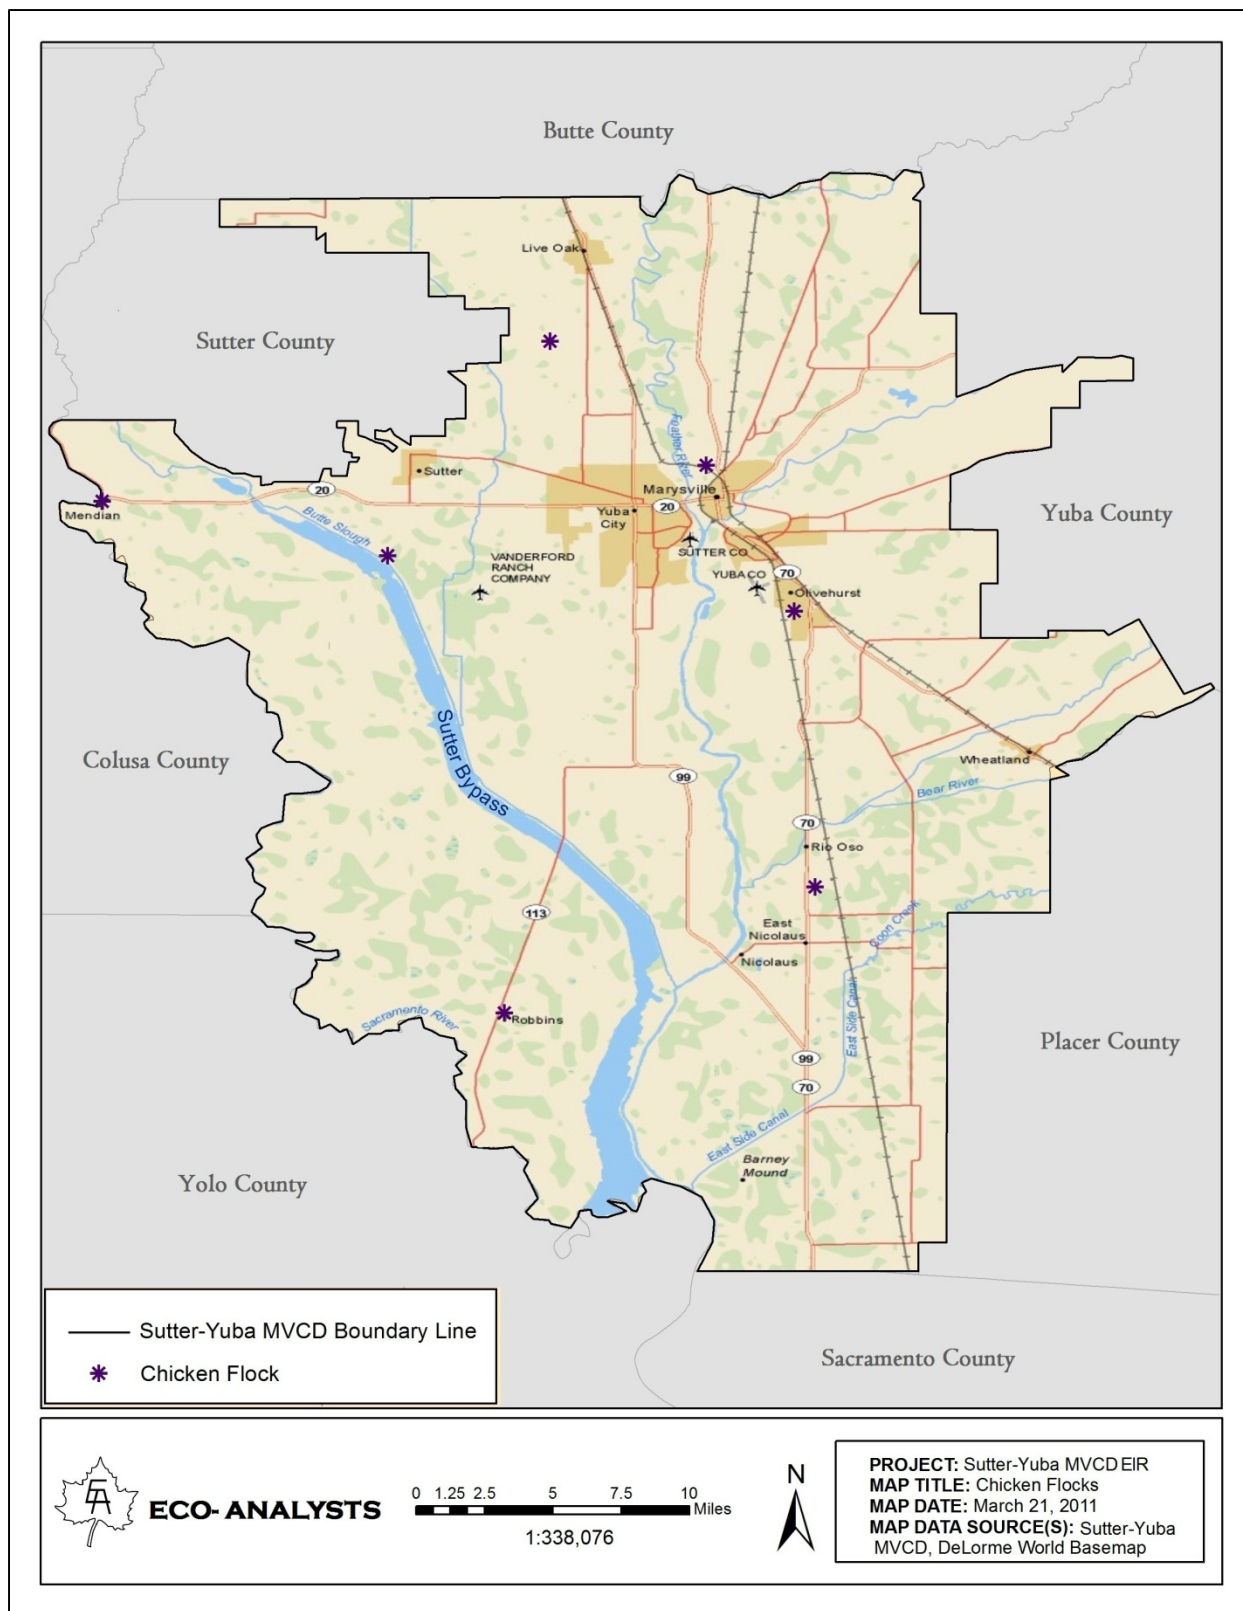 Butte County
Live Oak
Sutter County
Feather River
Sutter
20
Marysville
Mendian
Butte Slough
Yuba
City
20
Yuba County
VANDERFORD
RANCH
COMPANY
SUTTER CO
YUBA CO
70
Olivehurst
Sutter Bypass
Colusa County
Wheatland
99
Bear River
70
Rio Oso
113
East
Nicolaus
Coon Creek
Nicolaus
Sacramento River
Robbins
East Side Canal
Placer County
99
70
East Side Canal
Barney
Mound
Yolo County
Sutter-Yuba MVCD Boundary Line
Chicken Flock
Sacramento County
ECO-ANALYSTS
0 1.25 2.5 5 7.5 10
Miles
1:338,076
N
PROJECT: Sutter-Yuba MVCD EIR
MAP TITLE: Chicken Flocks
MAP DATE: March 21, 2011
MAP DATA SOURCE(S): Sutter-Yuba
MVCD, DeLorme World Basemap